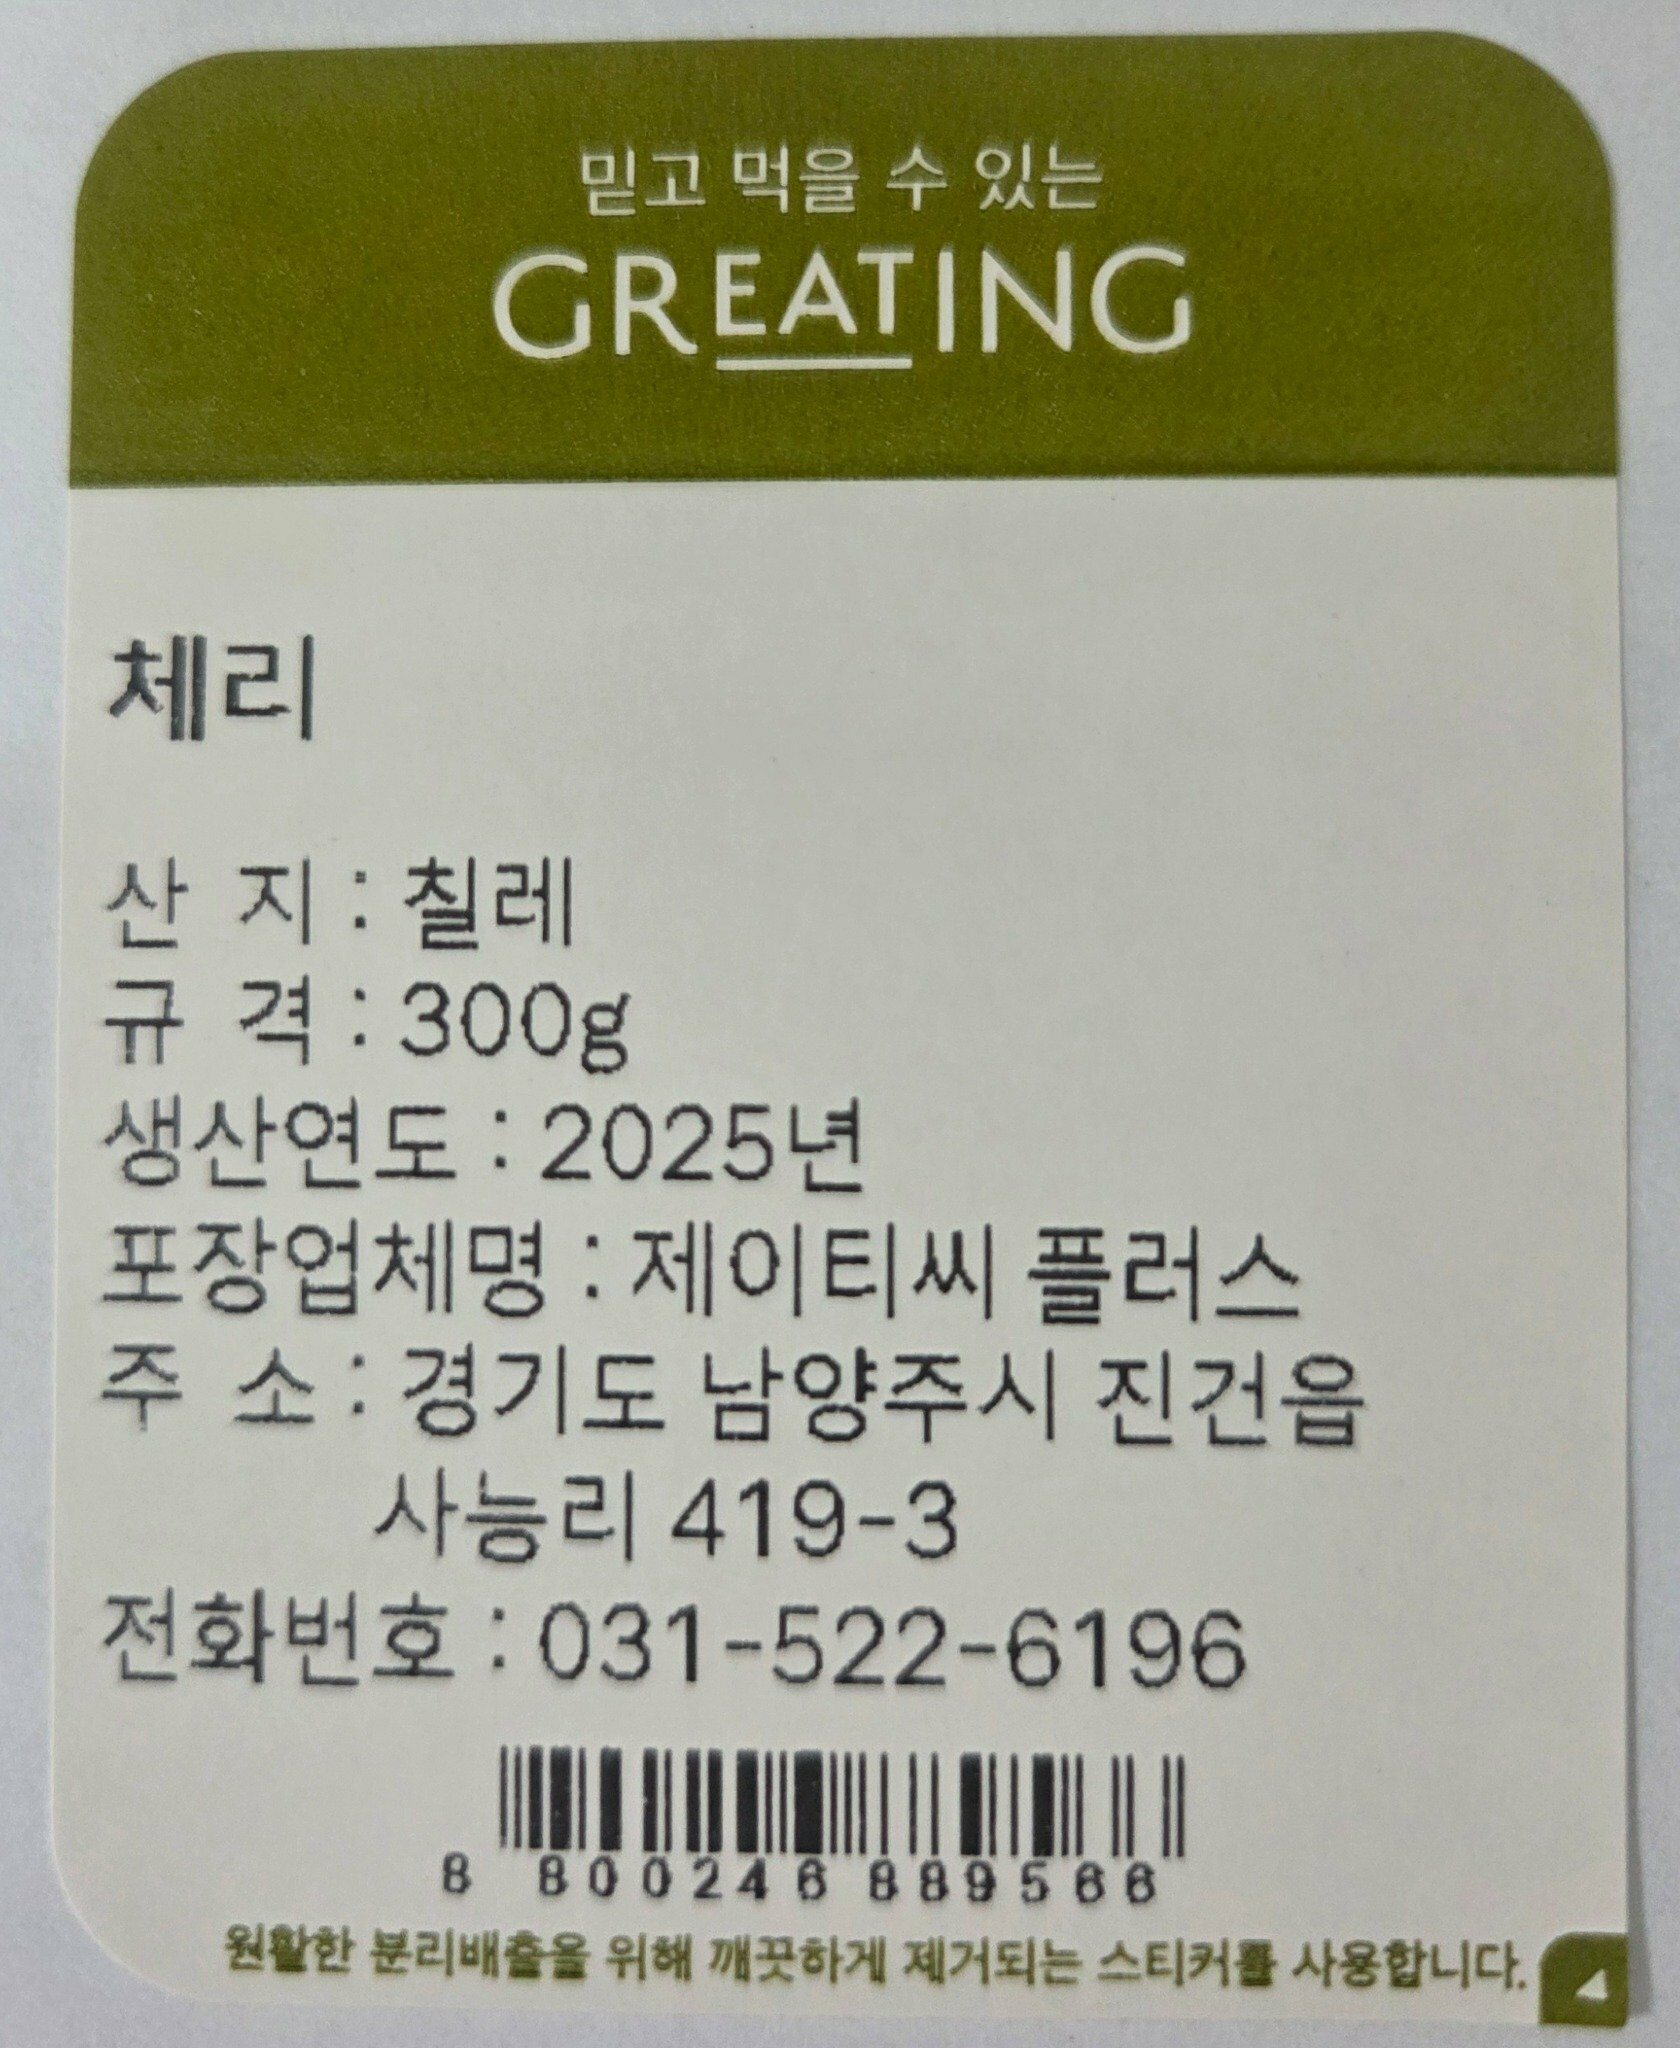 믿고 먹을 수 있는
GREATING
체리
산 지 : 칠레
규 격 : 300g
생산연도 : 2025년
포장업체명 : 제이티씨 플러스
주 소 : 경기도 남양주시 진건읍
사능리 419-3
전화번호 : 031-522-6196
8 800246 889566
원활한 분리배출을 위해 깨끗하게 제거되는 스티커를 사용합니다.